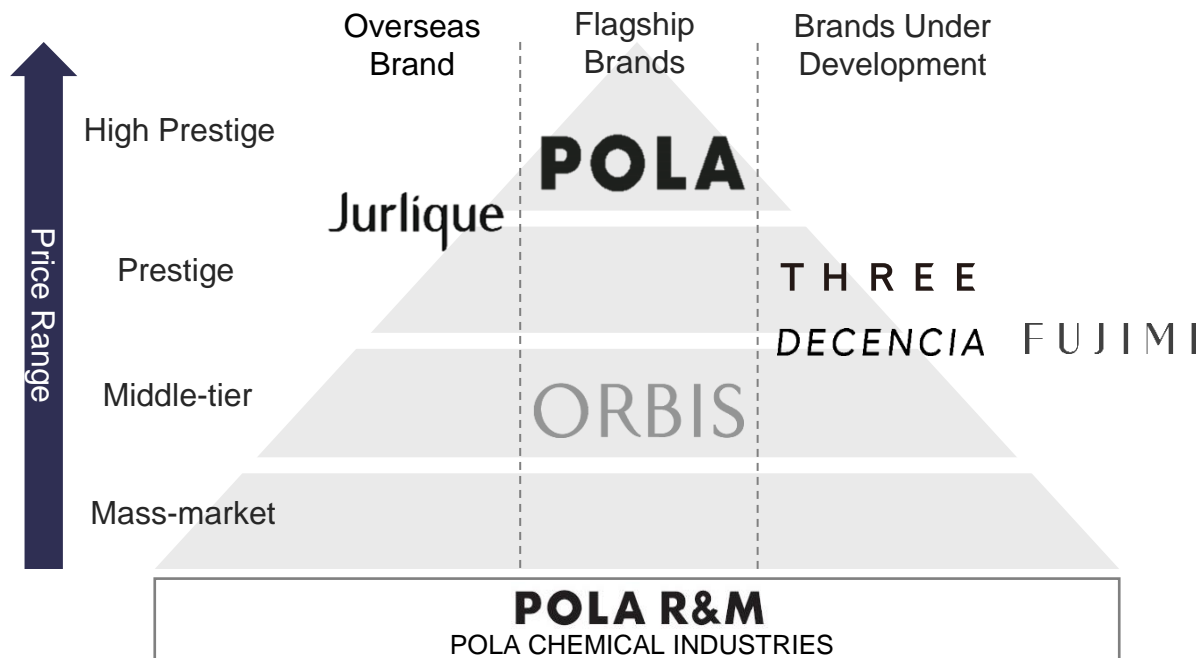 Overseas
Brand
Flagship
Brands
Brands Under
Development
High Prestige
POLA
Jurlique
Price Range
Prestige
THREE
DECENCIA
FUJIMI
Middle-tier
ORBIS
Mass-market
POLA R&M
POLA CHEMICAL INDUSTRIES